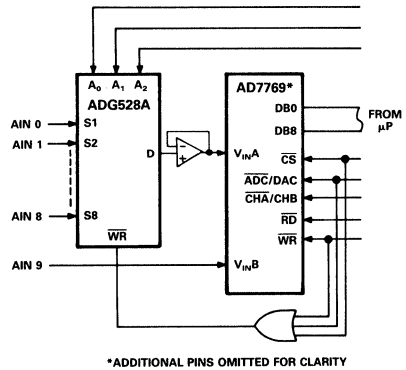 A0 A1 A2
ADG528A
S1
S2
S8
D
WR
AIN 0
AIN 1
AIN 8
AIN 9
–
+
AD7769*
VINA
VINB
DB0
DB8
CS
ADC/DAC
CHA/CHB
RD
WR
FROM
μP
*ADDITIONAL PINS OMITTED FOR CLARITY